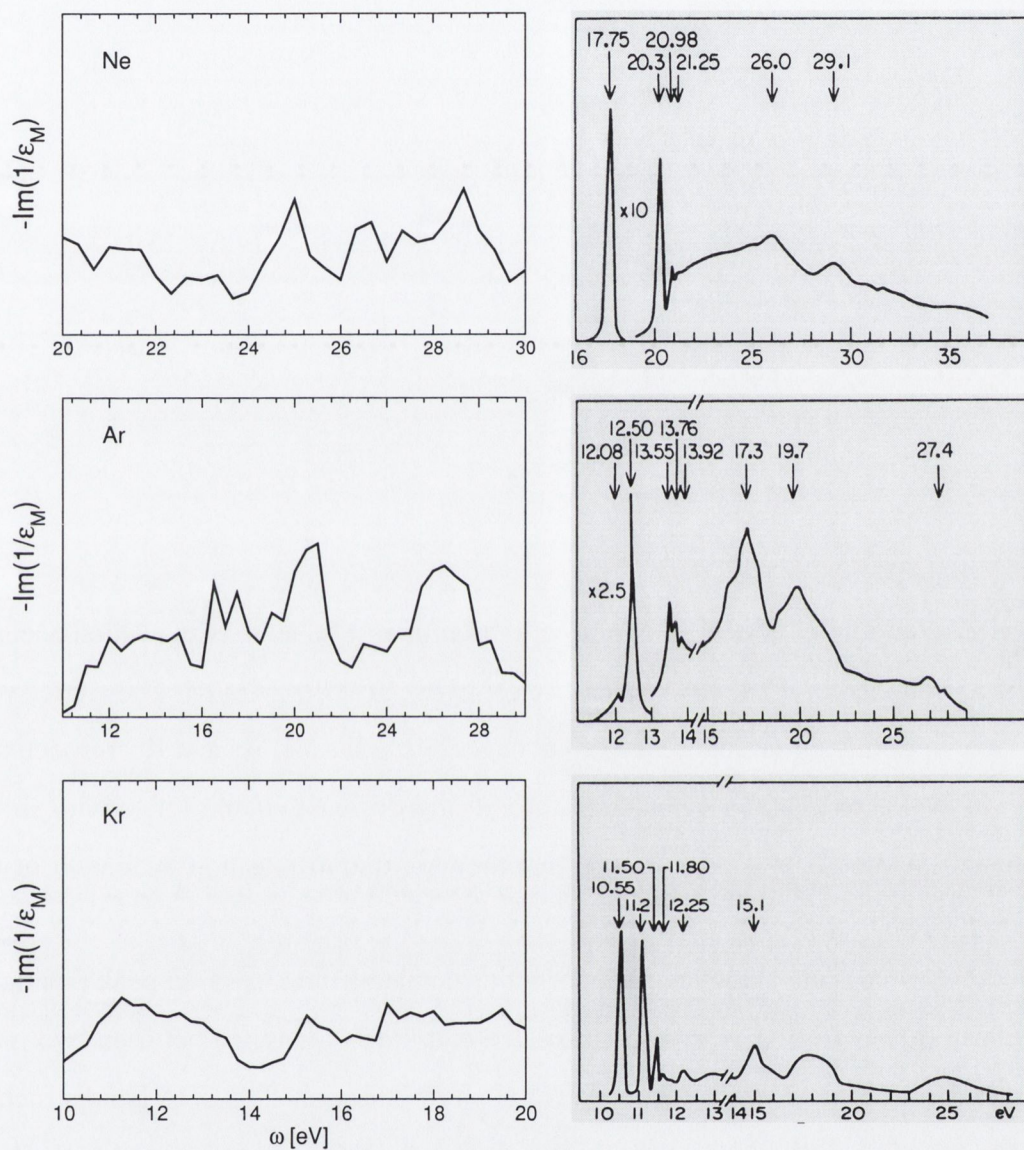 Ne
-Im(1/εM)
20 22 24 26 28 30
17.75 20.98
20.3 21.25 26.0 29.1
x10
16 20 25 30 35
Ar
-Im(1/εM)
12 16 20 24 28
12.50 13.76
12.08 13.55 13.92 17.3 19.7 27.4
x2.5
12 13 14 15 20 25
Kr
-Im(1/εM)
10 12 14 16 18 20
ω [eV]
11.50 11.80
10.55
11.2 12.25 15.1
10 11 12 13 14 15 20 25 eV